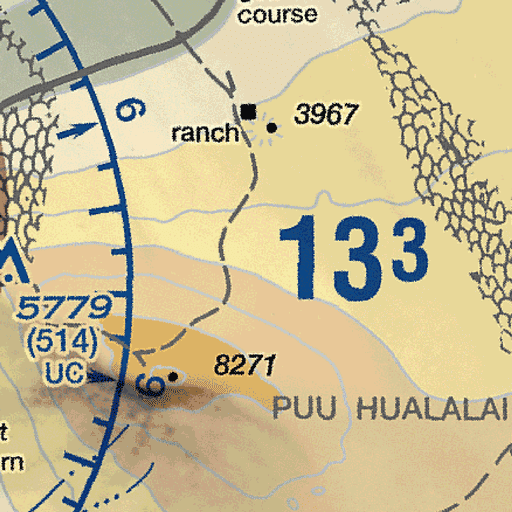 course
6
3967
ranch
13³
5779
(514)
UC
8271
6
PUU HUALALAI
t
rn